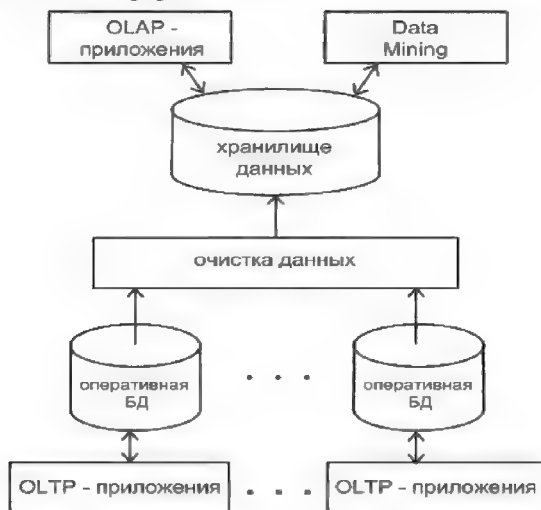 OLAP -
приложения
Data
Mining
хранилище
данных
очистка данных
оперативная
БД
. . .
оперативная
БД
OLTP - приложения
. . .
OLTP - приложения